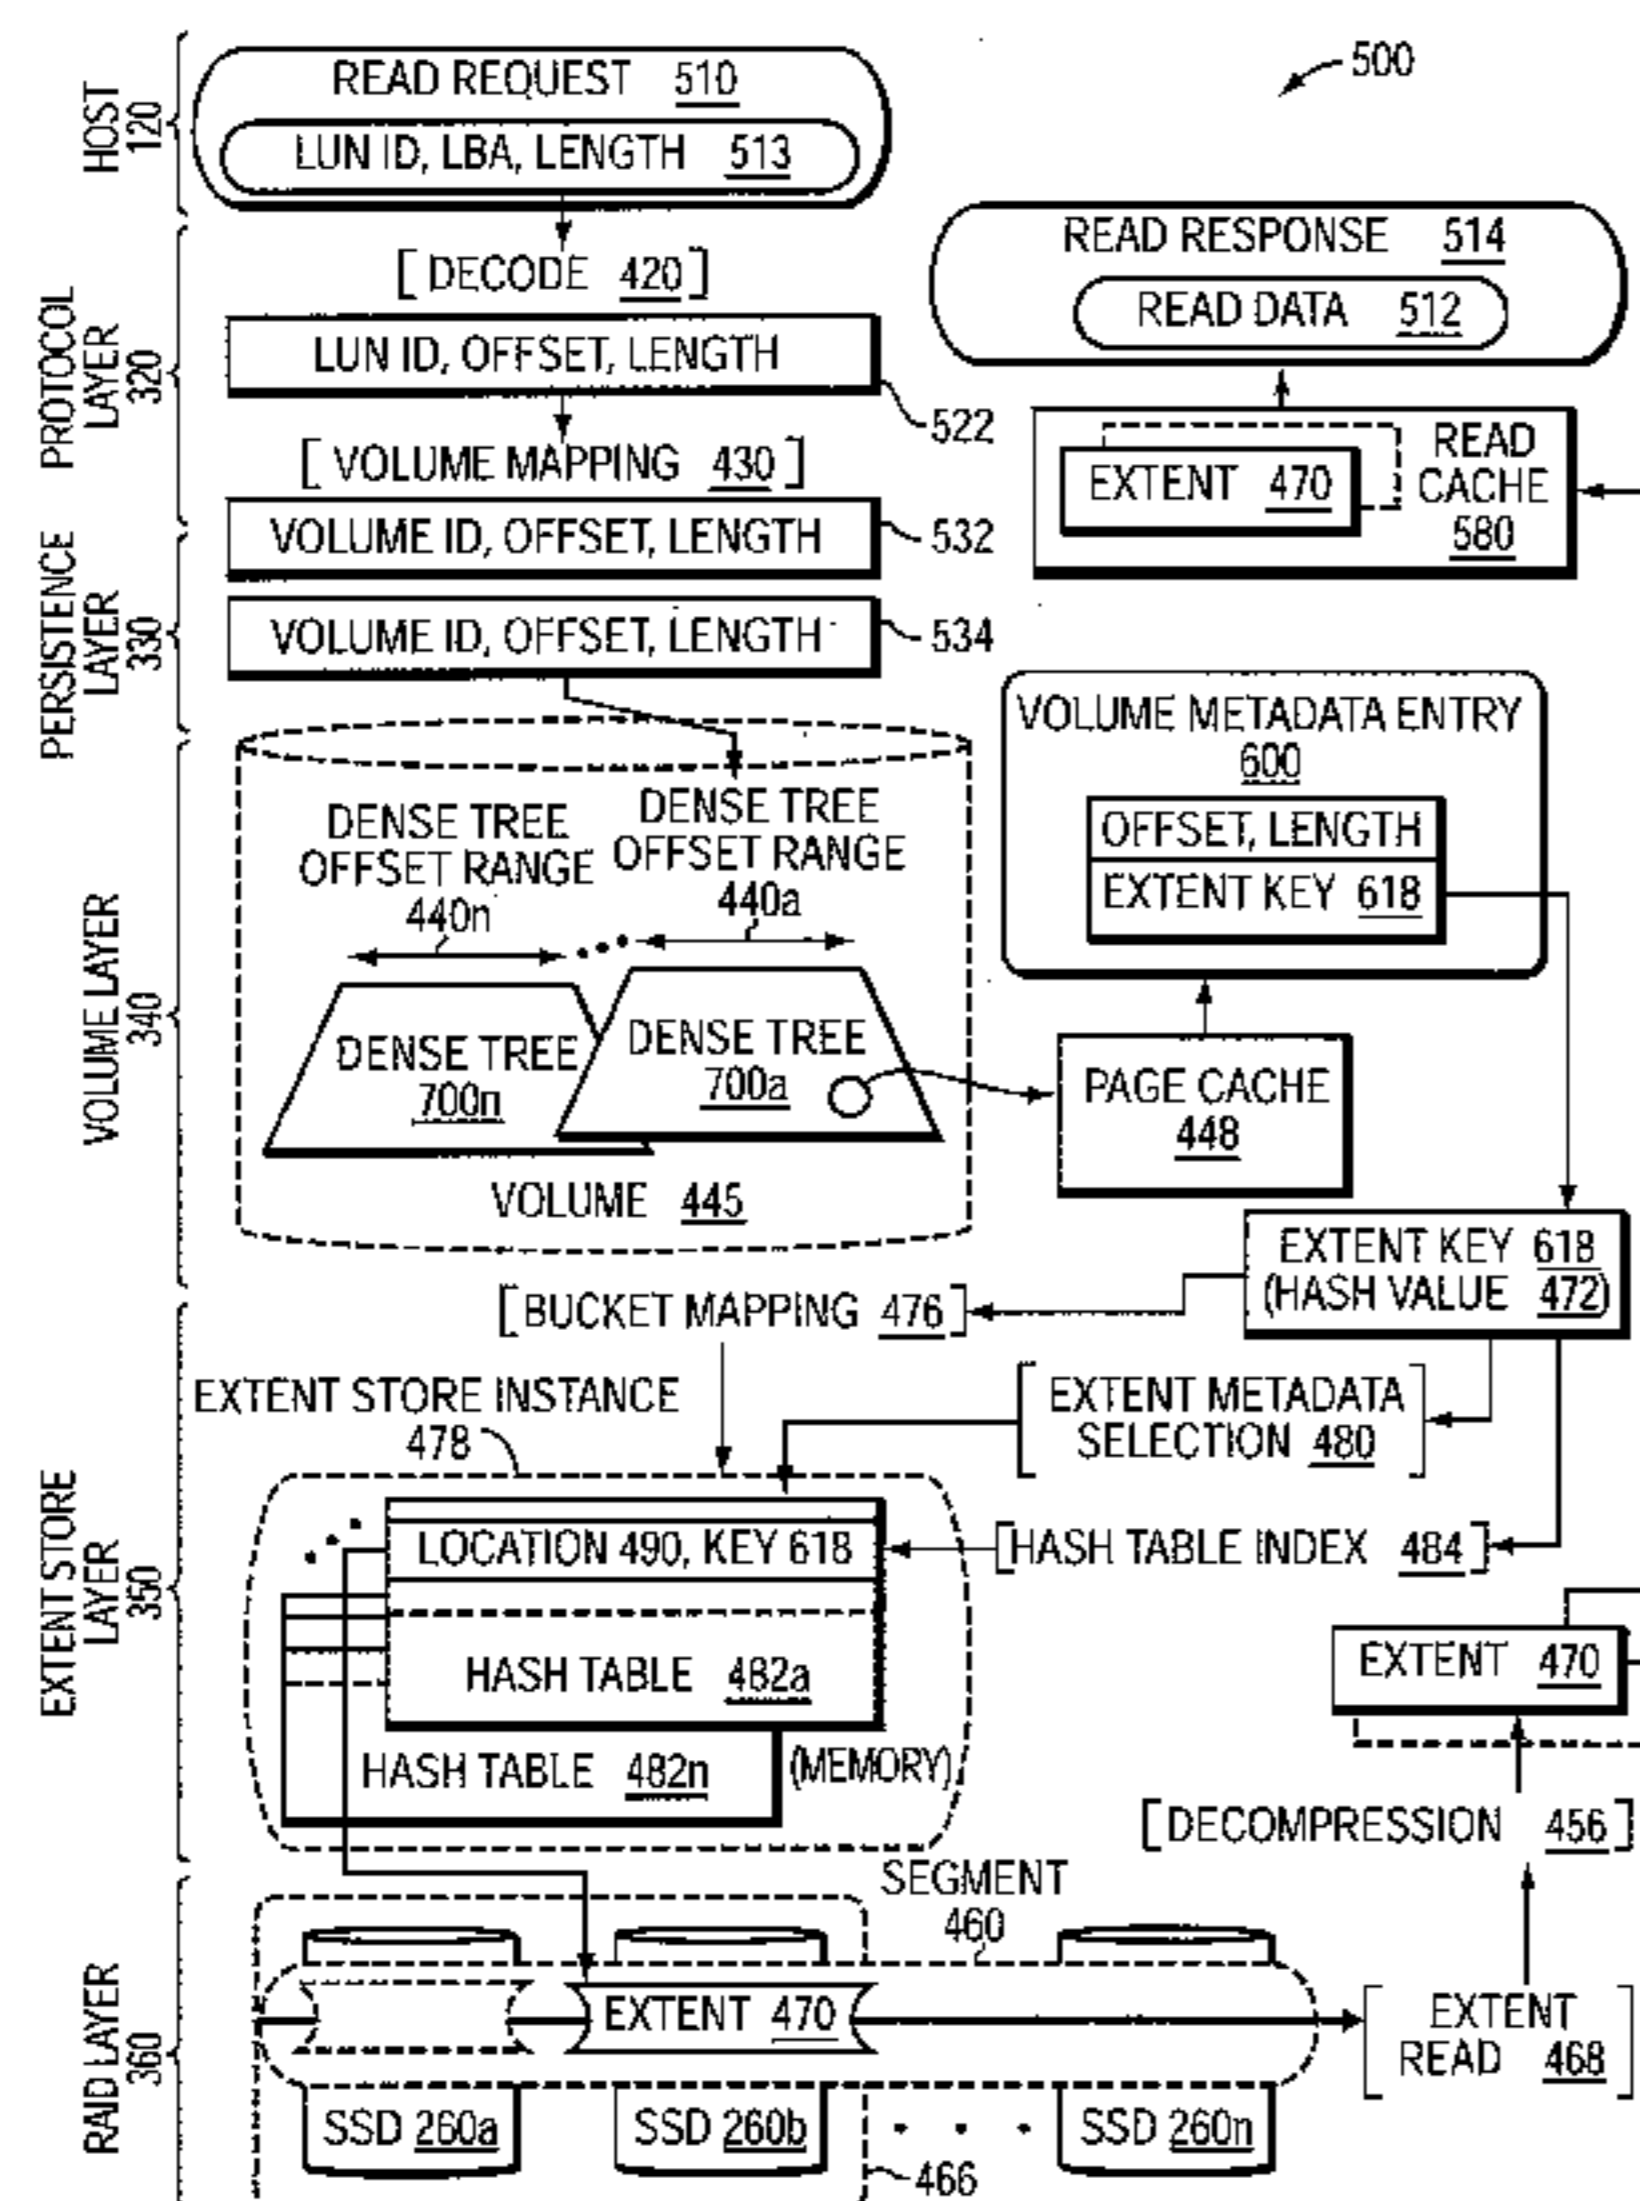 500
HOST
120
READ REQUEST 510
LUN ID, LBA, LENGTH 513
PROTOCOL
LAYER
320
[DECODE 420]
LUN ID, OFFSET, LENGTH
522
[VOLUME MAPPING 430]
VOLUME ID, OFFSET, LENGTH
532
READ RESPONSE 514
READ DATA 512
EXTENT 470
READ
CACHE
580
PERSISTENCE
LAYER
330
VOLUME ID, OFFSET, LENGTH
534
VOLUME LAYER
340
DENSE TREE
OFFSET RANGE
440n
DENSE TREE
OFFSET RANGE
440a
DENSE TREE
700n
DENSE TREE
700a
VOLUME 445
VOLUME METADATA ENTRY
600
OFFSET, LENGTH
EXTENT KEY 618
PAGE CACHE
448
EXTENT KEY 618
(HASH VALUE 472)
EXTENT STORE
LAYER
350
[BUCKET MAPPING 476]
EXTENT STORE INSTANCE
478
[EXTENT METADATA
SELECTION 480]
LOCATION 490, KEY 618
[HASH TABLE INDEX 484]
HASH TABLE 482a
HASH TABLE 482n
(MEMORY)
EXTENT 470
[DECOMPRESSION 456]
RAID LAYER
360
SEGMENT
460
EXTENT 470
[EXTENT
READ 468]
SSD 260a
SSD 260b
SSD 260n
466